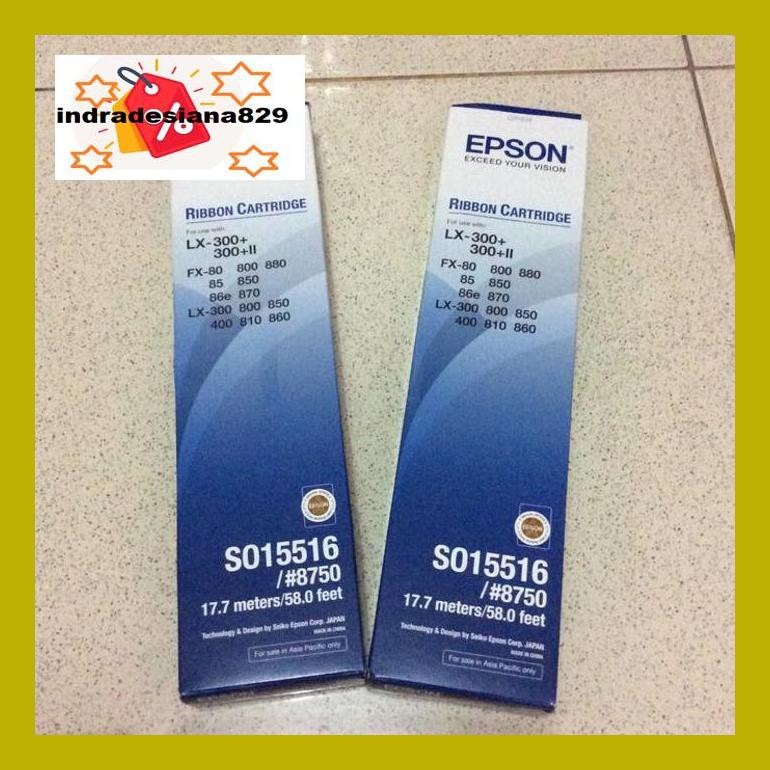 indradesiana829
%
RIBBON CARTRIDGE
For use with:
LX-300+
300+II
FX-80 800 880
85 850
86e 870
LX-300 800 850
400 810 860
EPSON
SO15516
/#8750
17.7 meters/58.0 feet
Technology & Design by Seiko Epson Corp. JAPAN
MADE IN CHINA
For sale in Asia Pacific only
EPSON
EXCEED YOUR VISION
RIBBON CARTRIDGE
For use with:
LX-300+
300+II
FX-80 800 880
85 850
86e 870
LX-300 800 850
400 810 860
EPSON
SO15516
/#8750
17.7 meters/58.0 feet
Technology & Design by Seiko Epson Corp. JAPAN
MADE IN CHINA
For sale in Asia Pacific only